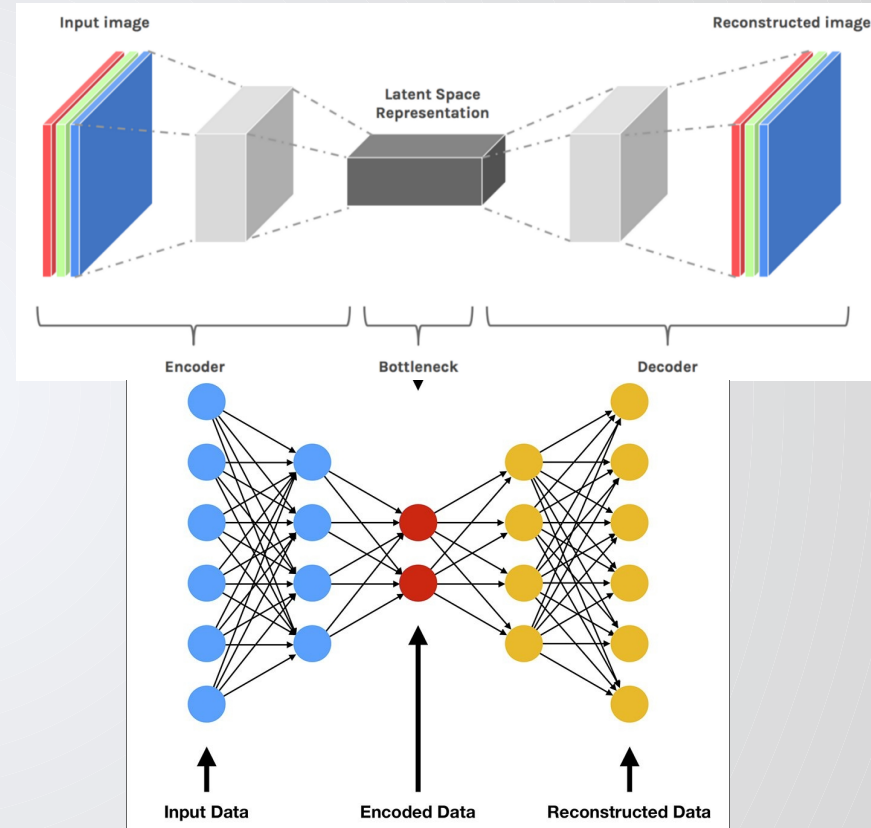 Input image
Reconstructed image
Latent Space
Representation
Encoder
Bottleneck
Decoder
Input Data
Encoded Data
Reconstructed Data